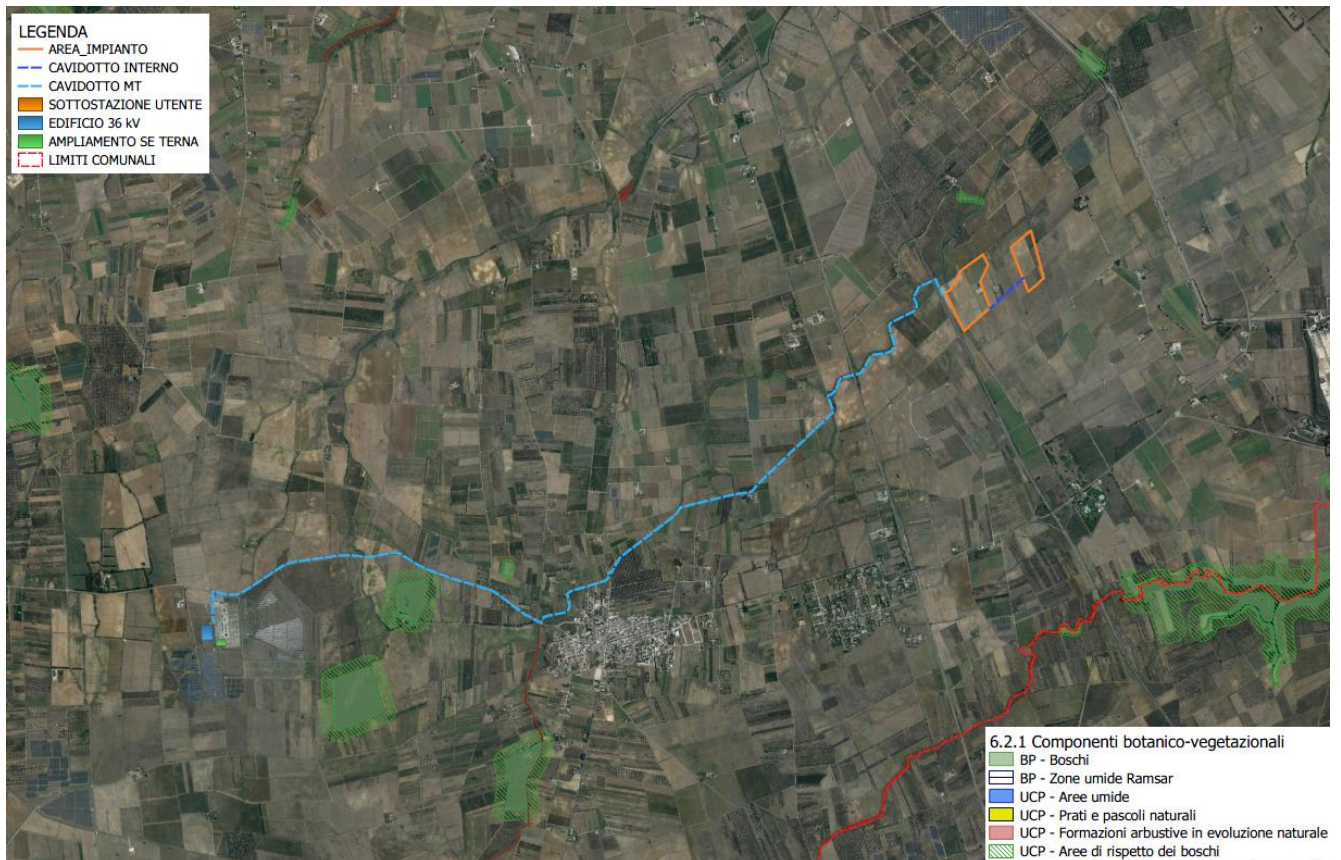 LEGENDA
AREA_IMPIANTO
CAVIDOTTO INTERNO
CAVIDOTTO MT
SOTTOSTAZIONE UTENTE
EDIFICIO 36 kV
AMPLIAMENTO SE TERNA
LIMITI COMUNALI
6.2.1 Componenti botanico-vegetazionali
BP - Boschi
BP - Zone umide Ramsar
UCP - Aree umide
UCP - Prati e pascoli naturali
UCP - Formazioni arbustive in evoluzione naturale
UCP - Aree di rispetto dei boschi